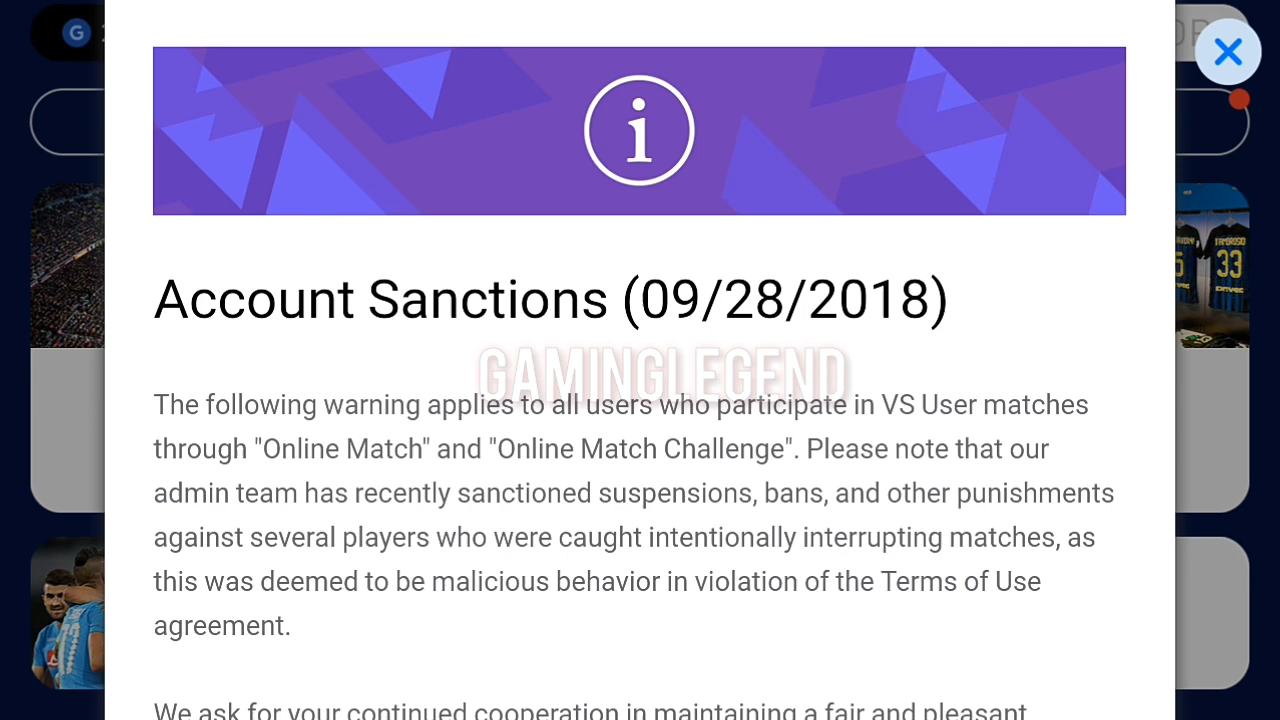 G
Account Sanctions (09/28/2018)
GAMINGLEGEND
The following warning applies to all users who participate in VS User matches
through "Online Match" and "Online Match Challenge". Please note that our
admin team has recently sanctioned suspensions, bans, and other punishments
against several players who were caught intentionally interrupting matches, as
this was deemed to be malicious behavior in violation of the Terms of Use
agreement.
We ask for your continued cooperation in maintaining a fair and pleasant
33